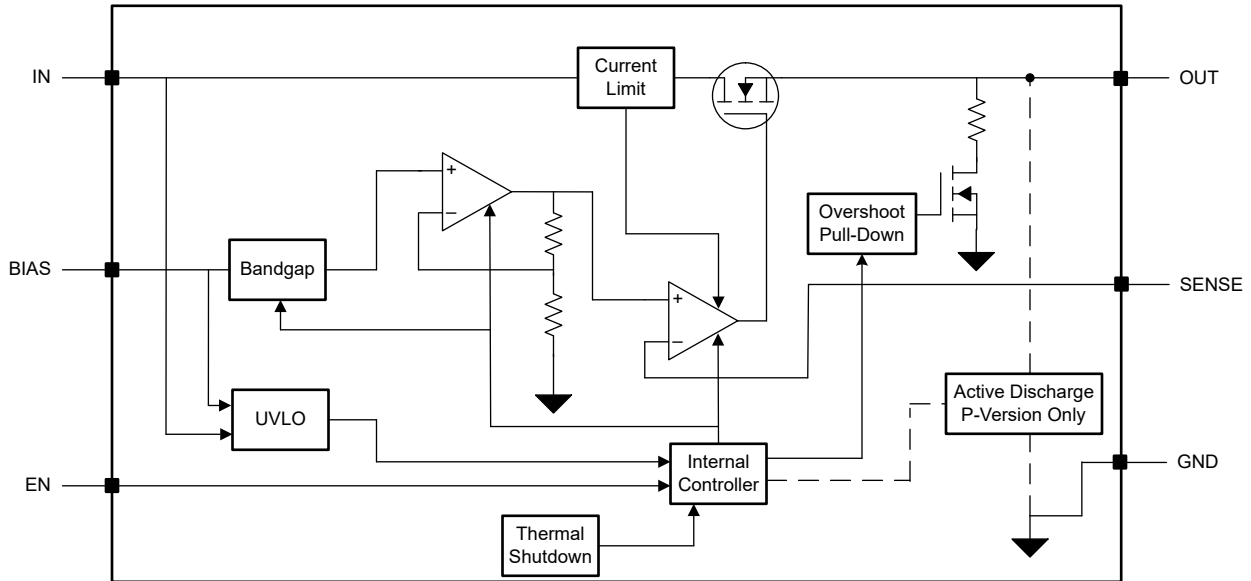 IN
Current
Limit
OUT
+
−
Overshoot
Pull-Down
BIAS
Bandgap
SENSE
+
−
UVLO
Active Discharge
P-Version Only
Internal
Controller
GND
EN
Thermal
Shutdown